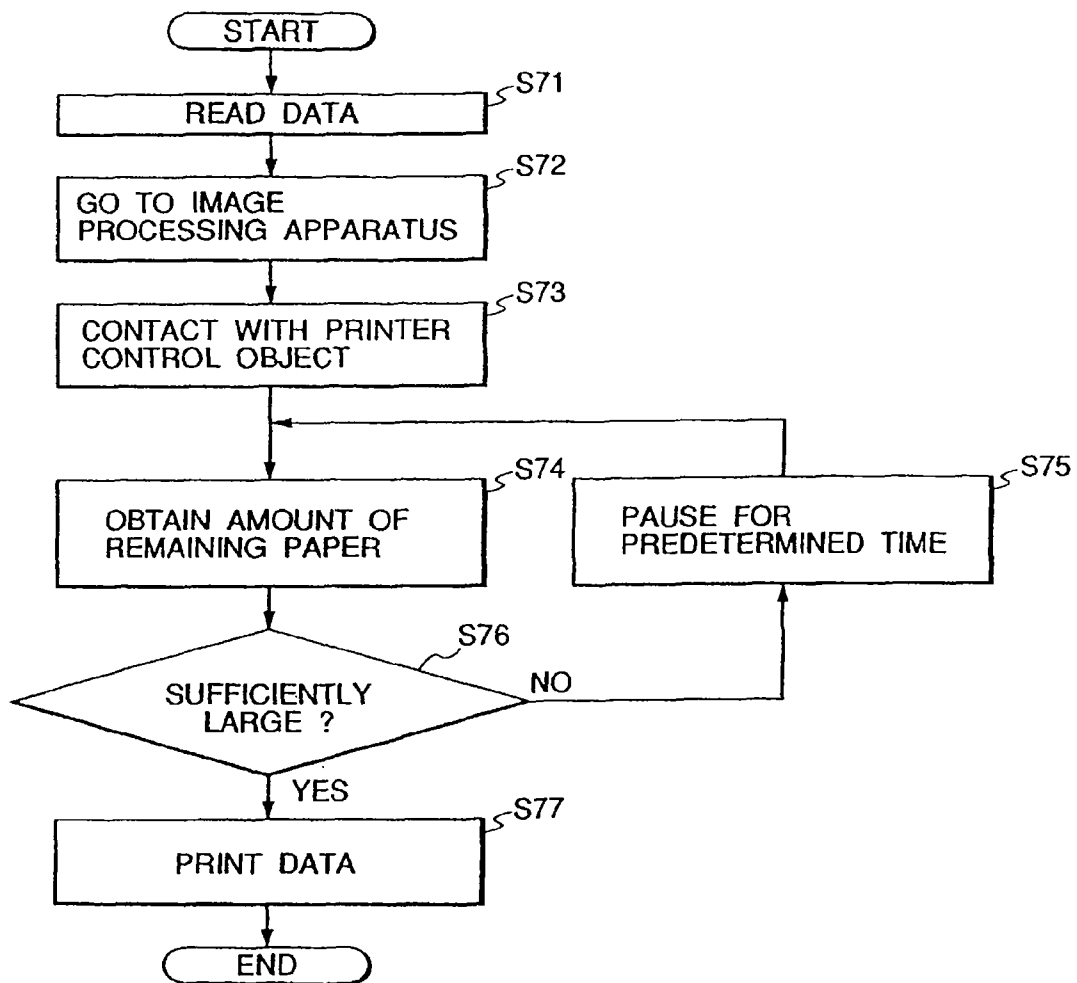 START
S71
READ DATA
S72
GO TO IMAGE
PROCESSING APPARATUS
S73
CONTACT WITH PRINTER
CONTROL OBJECT
S74
OBTAIN AMOUNT OF
REMAINING PAPER
S75
PAUSE FOR
PREDETERMINED TIME
S76
SUFFICIENTLY
LARGE ?
NO
YES
S77
PRINT DATA
END